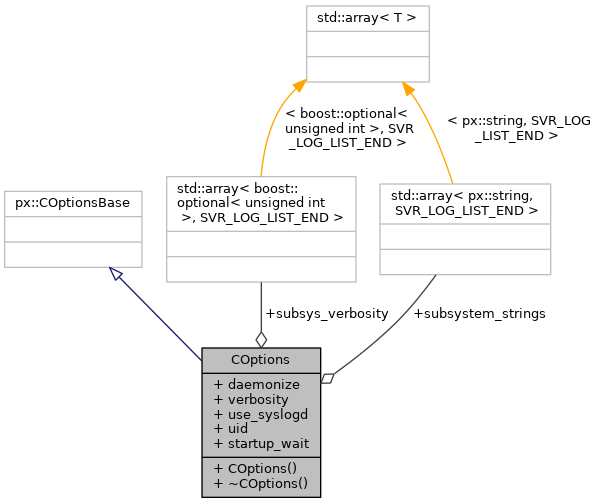 std::array< T >
< boost::optional<
unsigned int >, SVR
_LOG_LIST_END >
< px::string, SVR_LOG
_LIST_END >
px::COptionsBase
std::array< boost::
optional< unsigned int
>, SVR_LOG_LIST_END >
std::array< px::string,
SVR_LOG_LIST_END >
+subsys_verbosity
+subsystem_strings
COptions
+ daemonize
+ verbosity
+ use_syslogd
+ uid
+ startup_wait
+ COptions()
+ ~COptions()